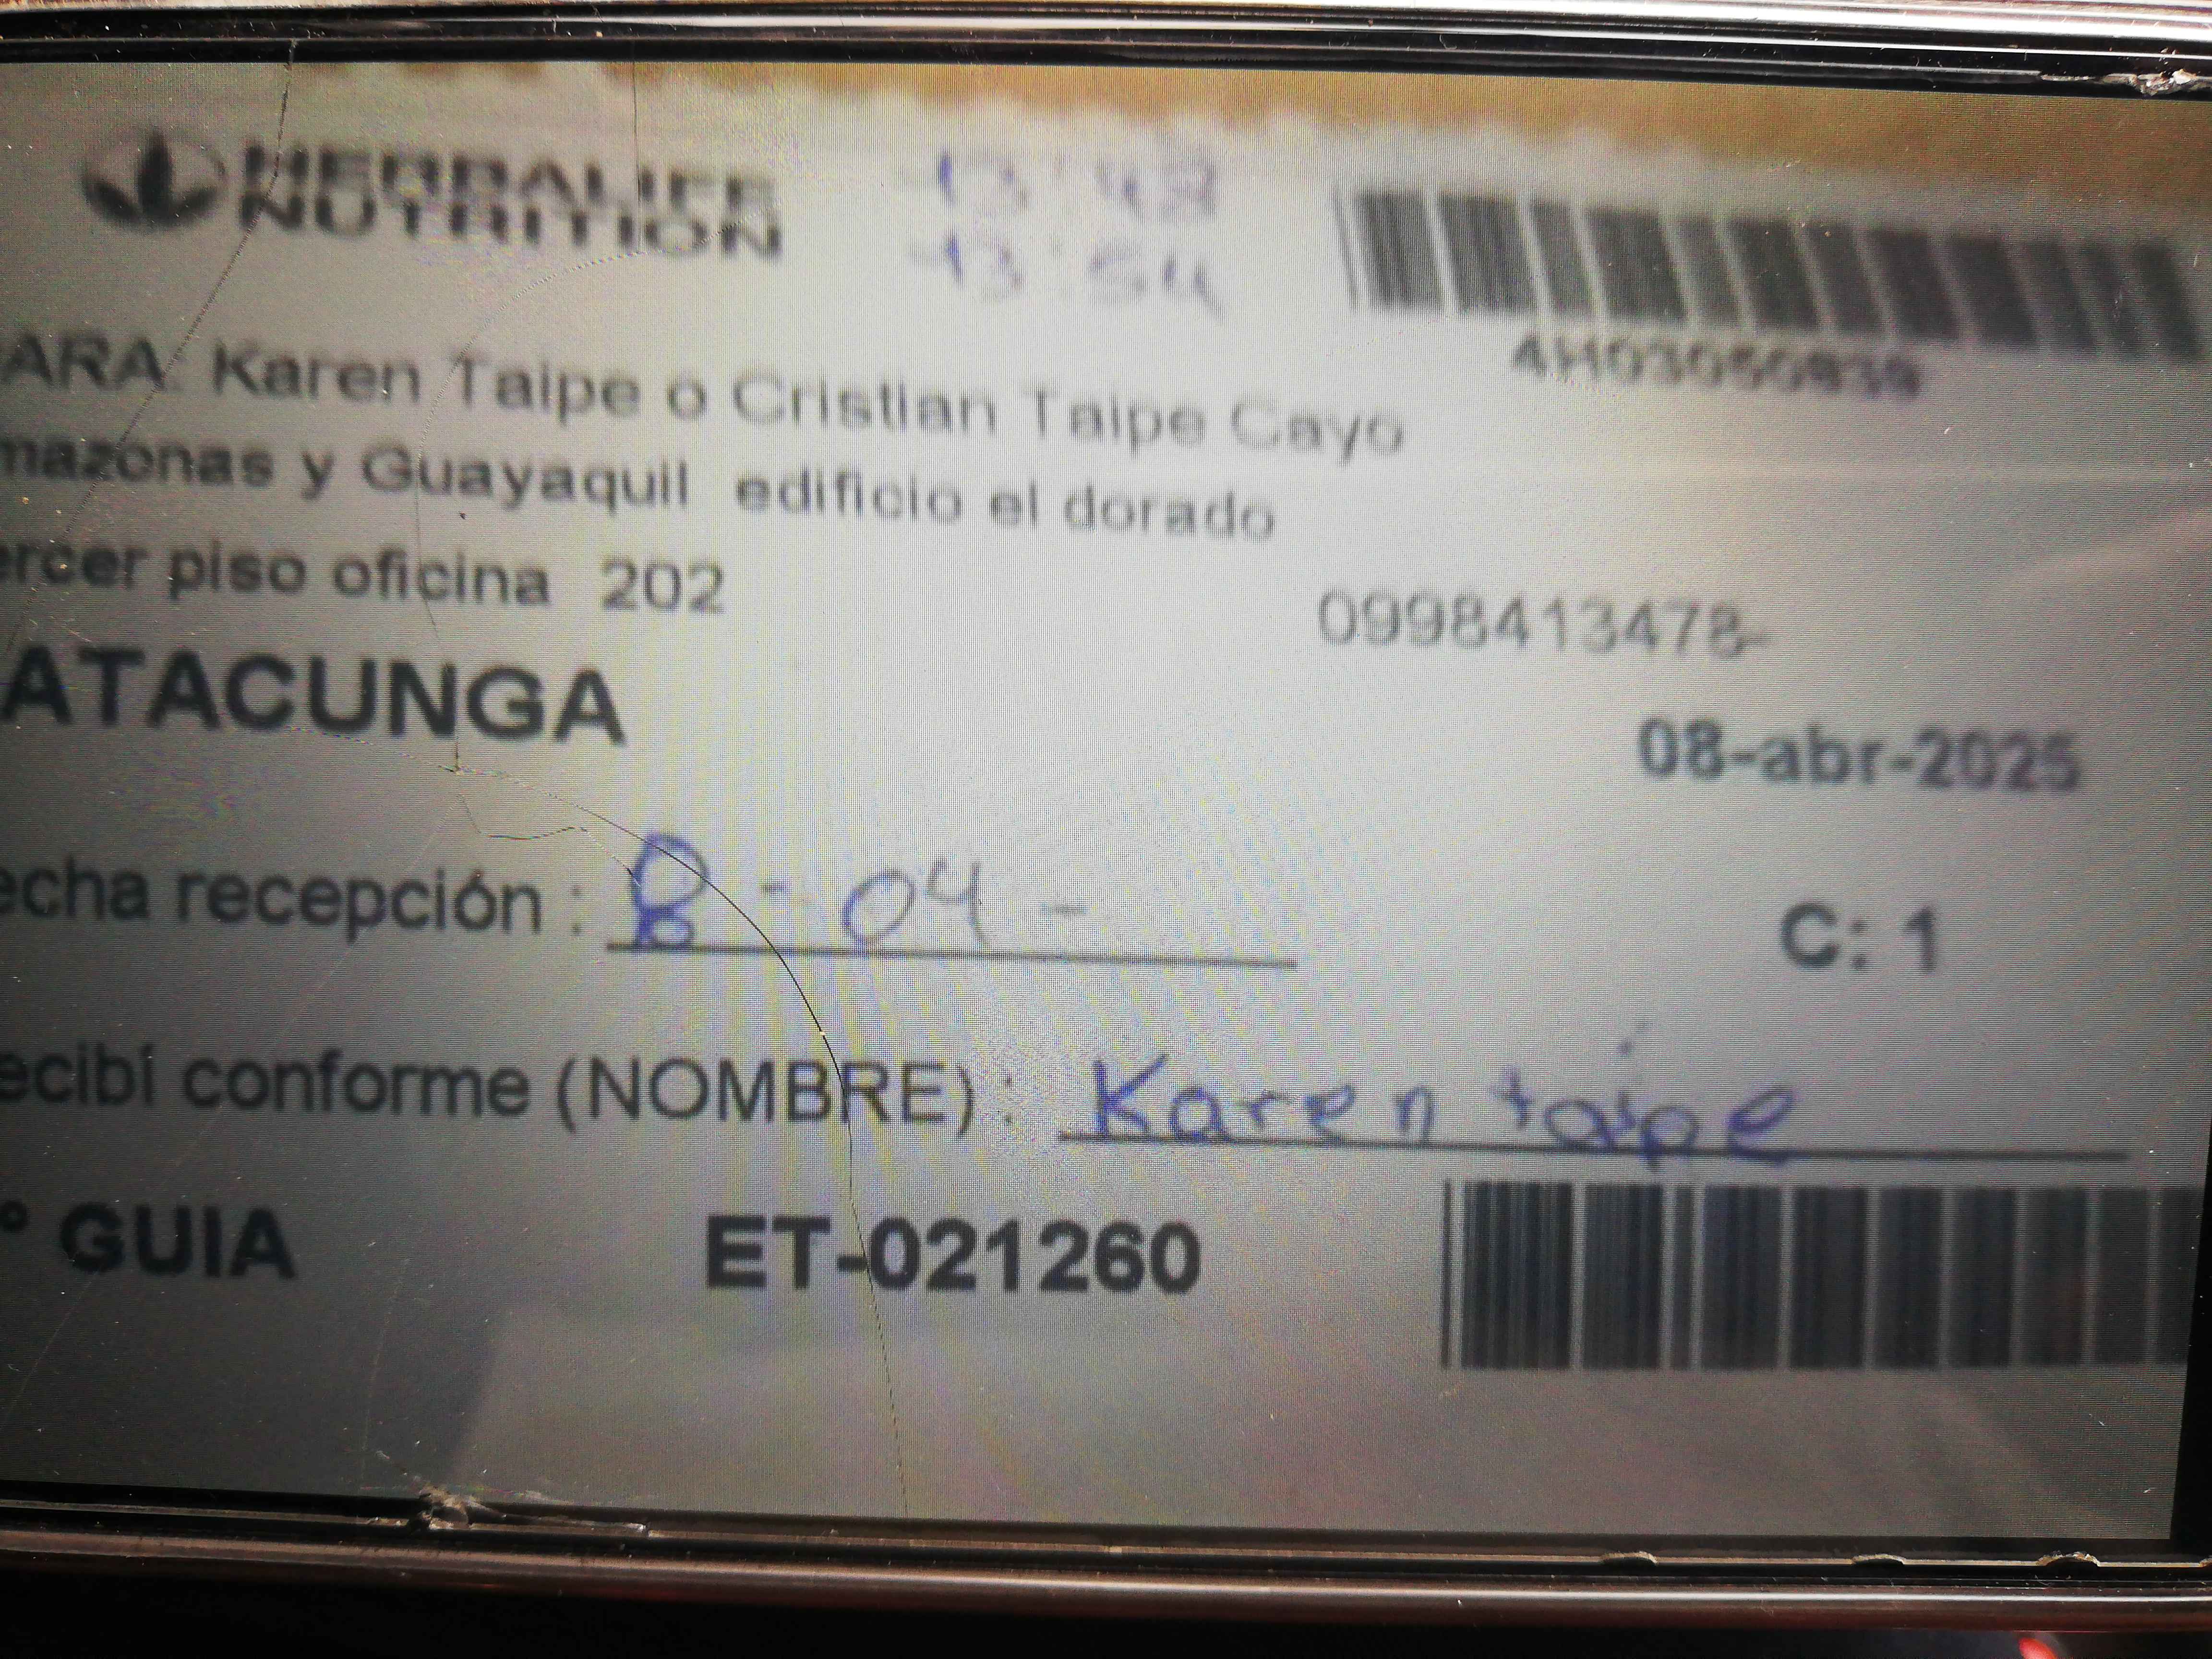 HERBALIFE
NUTRITION
13:48
13:54
ARA: Karen Taipe o Cristian Taipe Cayo
mazonas y Guayaquil edificio el dorado
ercer piso oficina 202
0998413478-
ATACUNGA
08-abr-2025
echa recepción : 8 - 04 -
C: 1
ecibí conforme (NOMBRE) : Karen taipe
° GUIA ET-021260